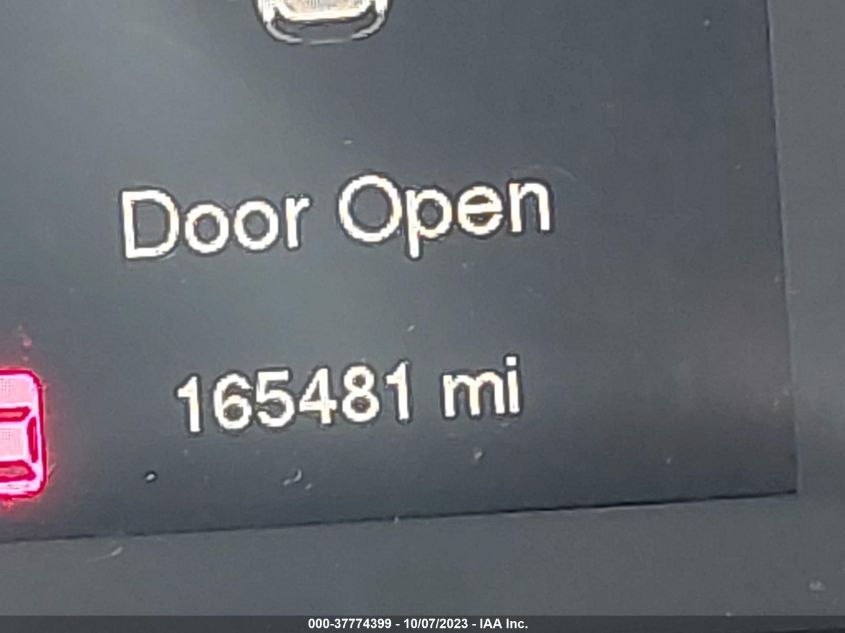 Door Open
165481 mi
000-37774399 - 10/07/2023 - IAA Inc.